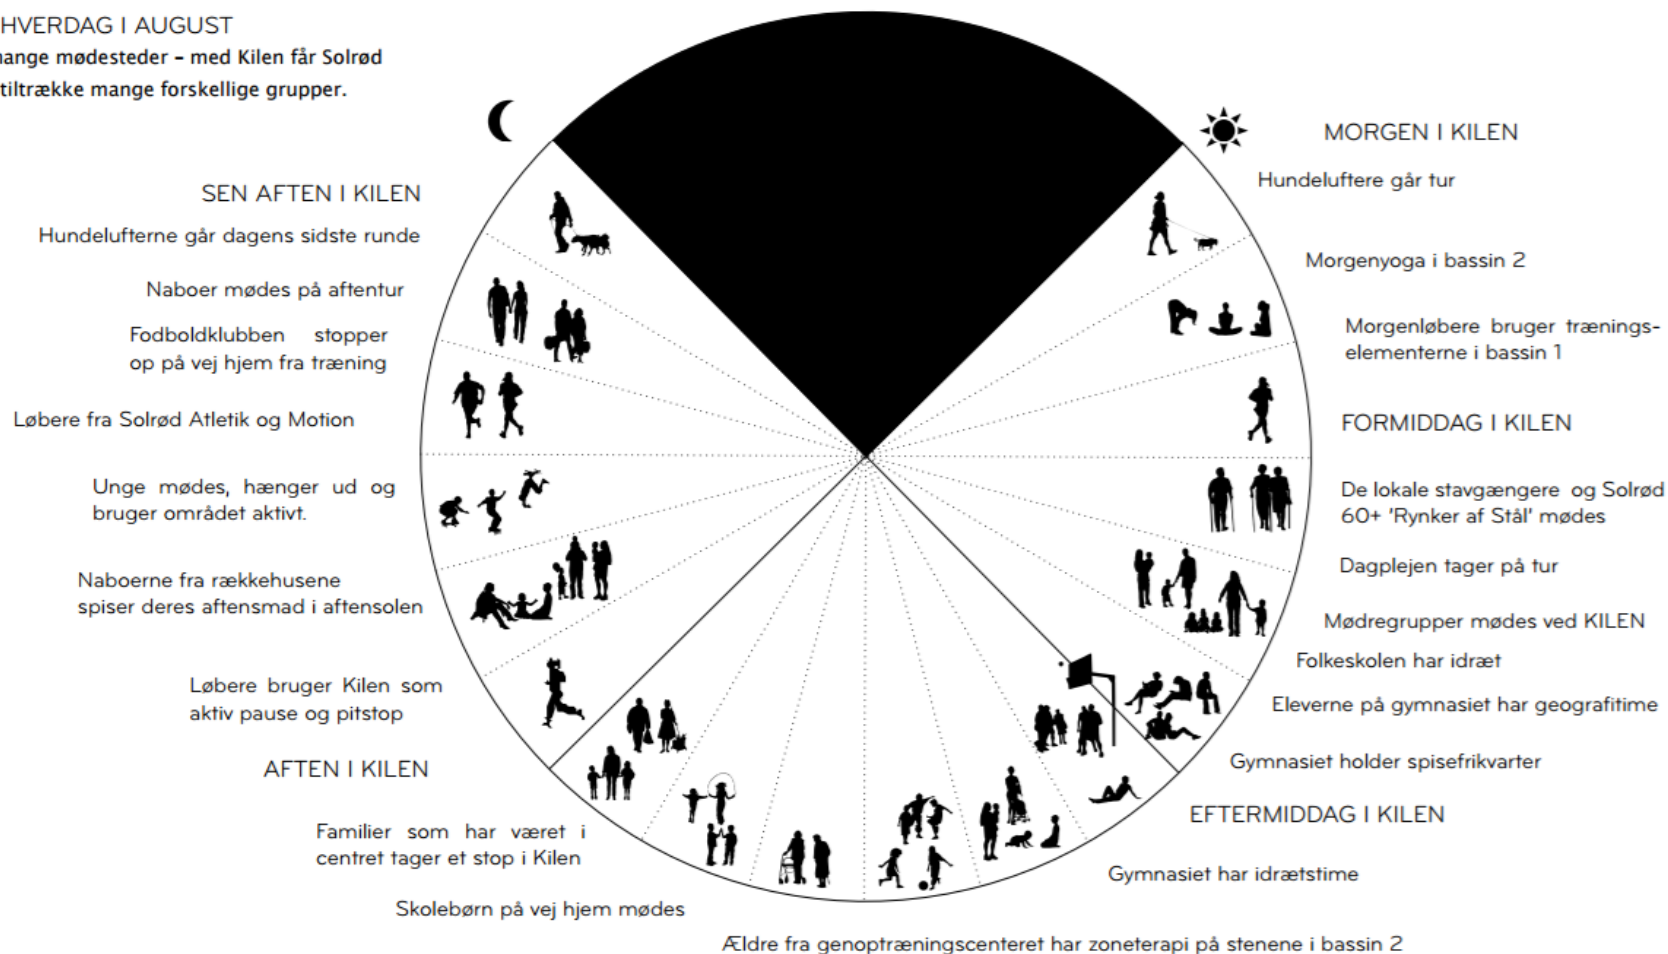 HVERDAG I AUGUST
mange mødesteder – med Kilen får Solrød
tiltrække mange forskellige grupper.
MORGEN I KILEN
Hundeluftere går tur
Morgenyoga i bassin 2
Morgenløbere bruger trænings-
elementerne i bassin 1
FORMIDDAG I KILEN
De lokale stavgængere og Solrød
60+ 'Rynker af Stål' mødes
Dagplejen tager på tur
Mødregrupper mødes ved KILEN
Folkeskolen har idræt
Eleverne på gymnasiet har geografitime
Gymnasiet holder spisefrikvarter
EFTERMIDDAG I KILEN
Gymnasiet har idrætstime
Ældre fra genoptræningscenteret har zoneterapi på stenene i bassin 2
Skolebørn på vej hjem mødes
Familier som har været i
centret tager et stop i Kilen
AFTEN I KILEN
Løbere bruger Kilen som
aktiv pause og pitstop
Naboerne fra rækkehusene
spiser deres aftensmad i aftensolen
Unge mødes, hænger ud og
bruger området aktivt.
Løbere fra Solrød Atletik og Motion
Fodboldklubben stopper
op på vej hjem fra træning
Naboer mødes på aftentur
Hundelufterne går dagens sidste runde
SEN AFTEN I KILEN